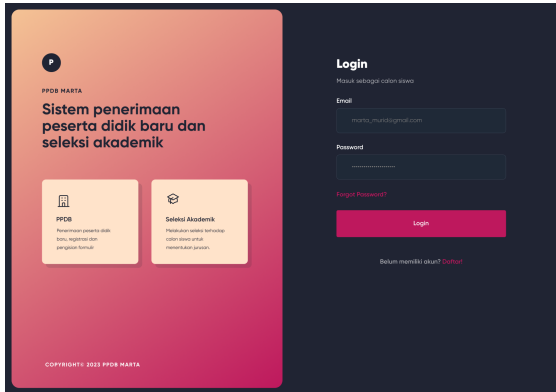 P
PPDB MARTA
Sistem penerimaan
peserta didik baru dan
seleksi akademik
PPDB
Penerimaan peserta didik
baru, registrasi dan
pengisian formulir
Seleksi Akademik
Melakukan seleksi terhadap
calon siswa untuk
menentukan jurusan.
COPYRIGHT© 2023 PPDB MARTA
Login
Masuk sebagai calon siswa
Email
marta_murid@gmail.com
Password
Forgot Password?
Login
Belum memiliki akun? Daftar!